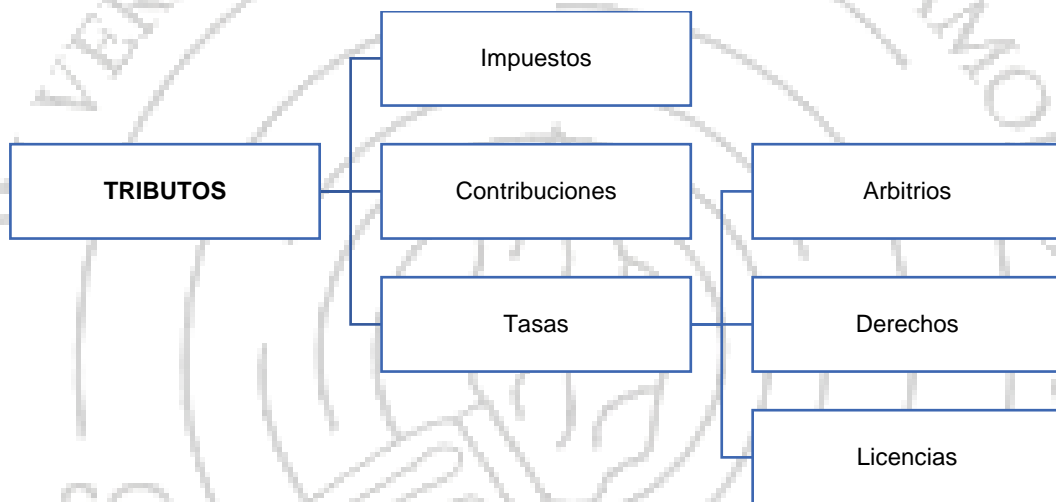 Impuestos
TRIBUTOS
Contribuciones
Arbitrios
Tasas
Derechos
Licencias